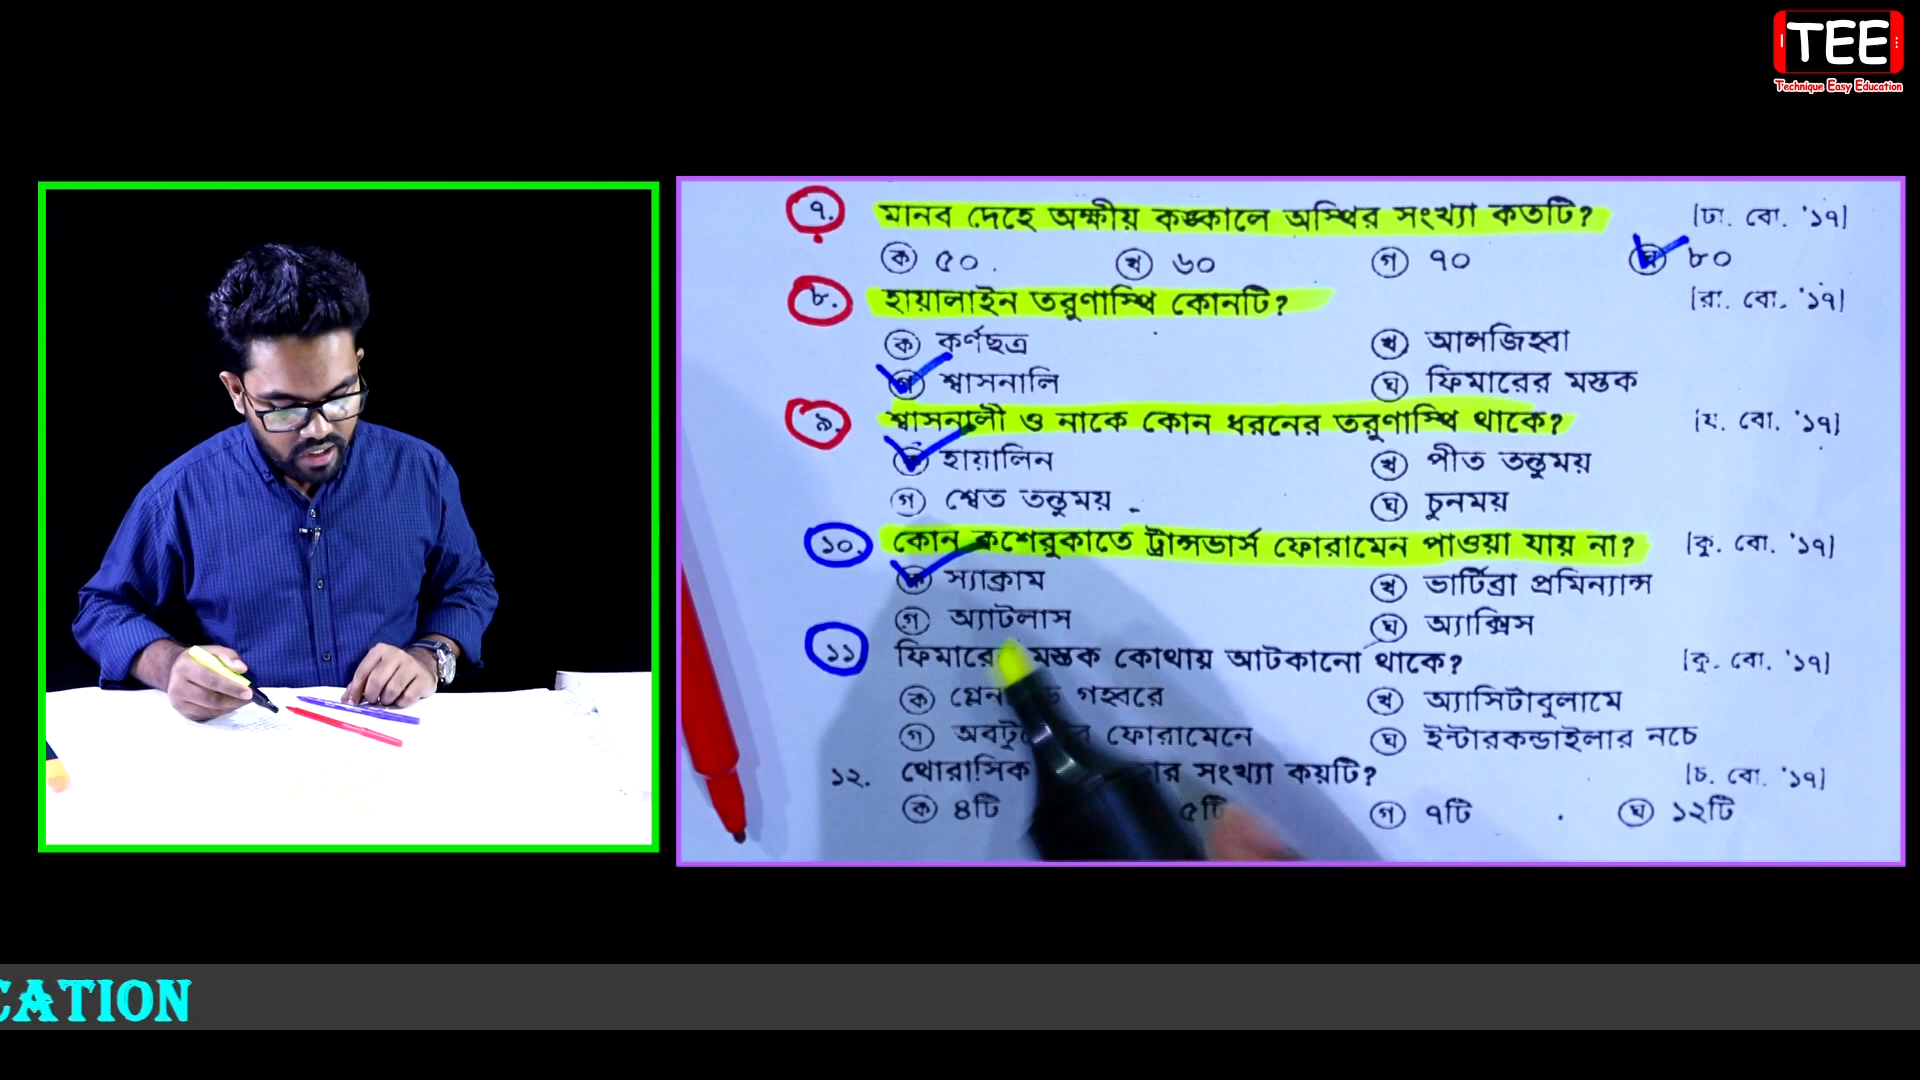 TEE
Technique Easy Education
৭. মানব দেহে অক্ষীয় কঙ্কালে অস্থির সংখ্যা কতটি? [ঢা. বো. '১৭]
ক ৫০ খ ৬০ গ ৭০ ঘ ৮০
৮. হায়ালাইন তরুণাস্থি কোনটি? [রা. বো. '১৭]
ক কর্ণছত্র খ আলজিহ্বা
গ শ্বাসনালি ঘ ফিমারের মস্তক
৯. শ্বাসনালী ও নাকে কোন ধরনের তরুণাস্থি থাকে? [য. বো. '১৭]
ক হায়ালিন খ পীত তন্তুময়
গ শ্বেত তন্তুময় ঘ চুনময়
১০. কোন কশেরুকাতে ট্রান্সভার্স ফোরামেন পাওয়া যায় না? [কু. বো. '১৭]
ক স্যাক্রাম খ ভার্টিব্রা প্রমিন্যান্স
গ অ্যাটলাস ঘ অ্যাক্সিস
১১ মস্তক কোথায় আটকানো থাকে? [কু. বো. '১৭]
ক গহ্বরে খ অ্যাসিটাবুলামে
গ ফোরামেনে ঘ ইন্টারকন্ডাইলার নচে
১২. থোরাসিক সংখ্যা কয়টি? [চ. বো. '১৭]
ক ৪টি ৫টি গ ৭টি ঘ ১২টি
CATION